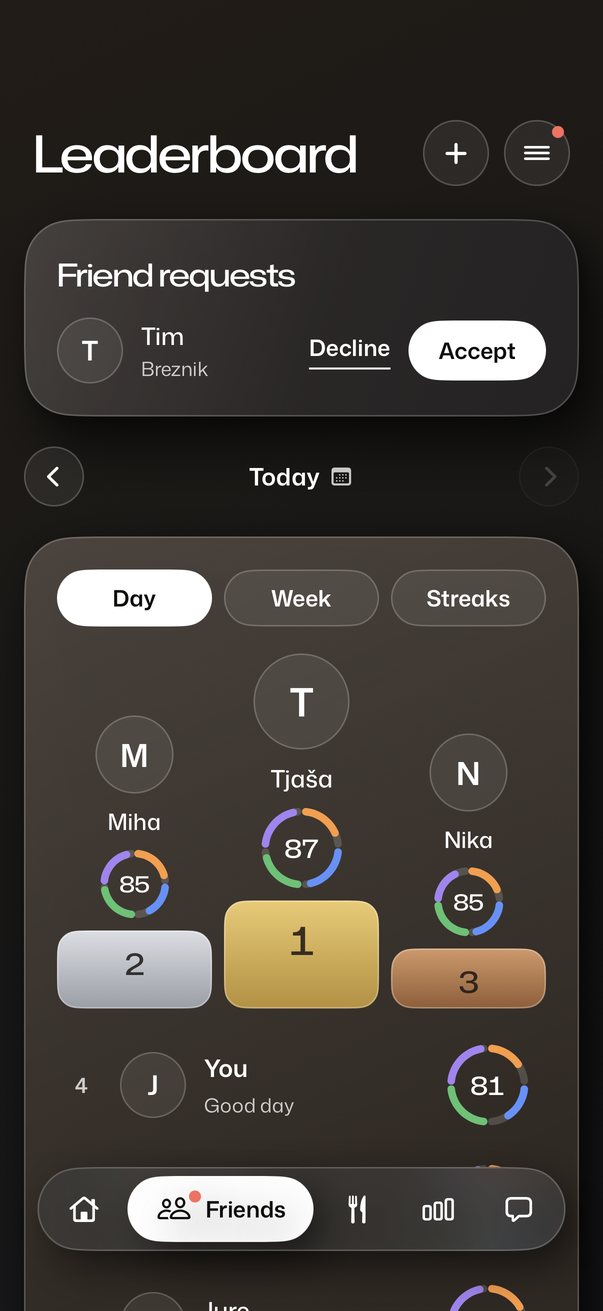 Leaderboard
Friend requests
T
Tim
Breznik
Decline
Accept
Today
Day
Week
Streaks
T
M
N
Tjaša
Miha
Nika
87
85
85
1
2
3
4
J
You
Good day
81
Friends